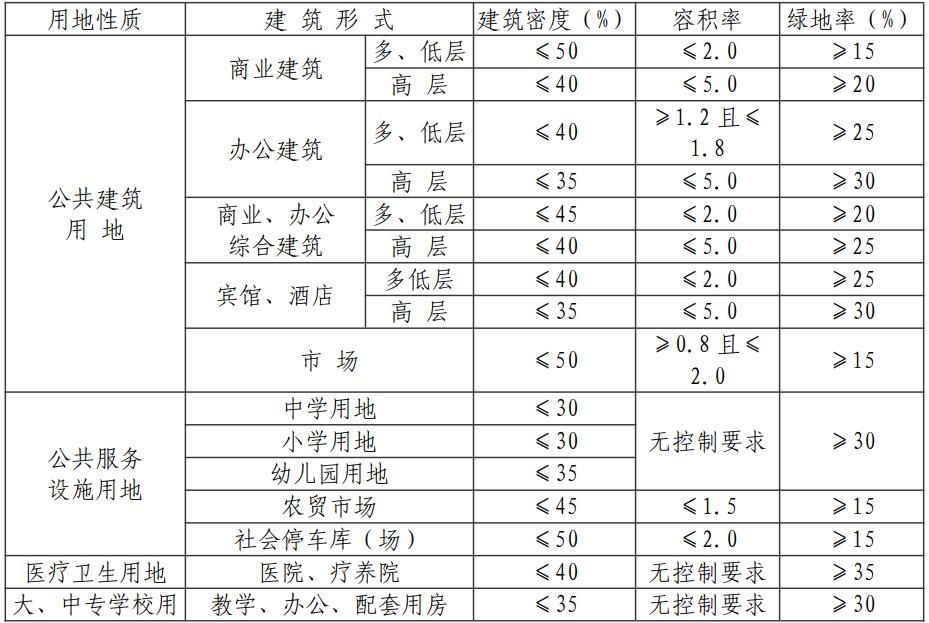 用地性质 建 筑 形 式 建筑密度(%) 容积率 绿地率(%)
公共建筑
用 地
商业建筑 多、低层 ≤50 ≤2.0 ≥15
高 层 ≤40 ≤5.0 ≥20
办公建筑 多、低层 ≤40 ≥1.2 且≤
1.8 ≥25
高 层 ≤35 ≤5.0 ≥30
商业、办公
综合建筑 多、低层 ≤45 ≤2.0 ≥20
高 层 ≤40 ≤5.0 ≥25
宾馆、酒店 多低层 ≤40 ≤2.0 ≥25
高 层 ≤35 ≤5.0 ≥30
市 场 ≤50 ≥0.8 且≤
2.0 ≥15
公共服务
设施用地
中学用地 ≤30
小学用地 ≤30 无控制要求 ≥30
幼儿园用地 ≤35
农贸市场 ≤45 ≤1.5 ≥15
社会停车库(场) ≤50 ≤2.0 ≥15
医疗卫生用地 医院、疗养院 ≤40 无控制要求 ≥35
大、中专学校用 教学、办公、配套用房 ≤35 无控制要求 ≥30